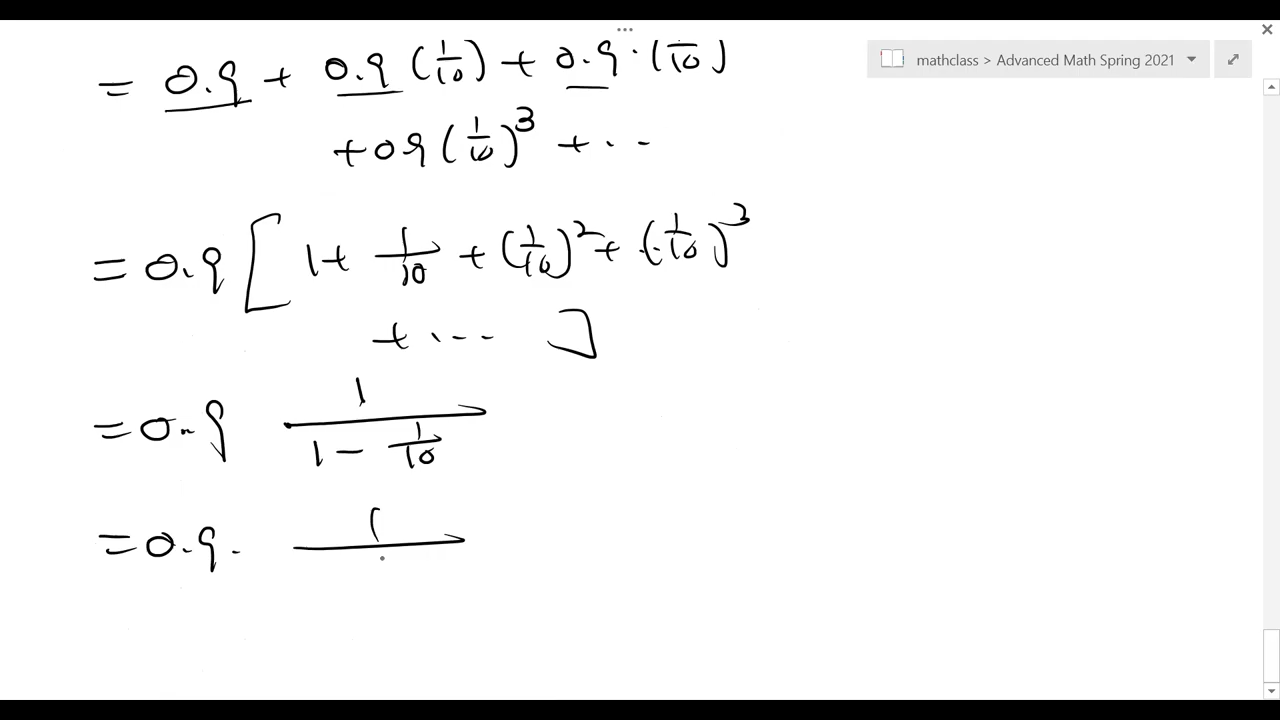 mathclass > Advanced Math Spring 2021
= 0.9 + 0.9 (1/10) + 0.9 · (1/10)
+ 09 (1/10)^3 + ...
= 0.9 [ 1 + 1/10 + (1/10)^2 + (1/10)^3
+ ... ]
= 0.9 1/(1 - 1/10)
= 0.9 · 1/